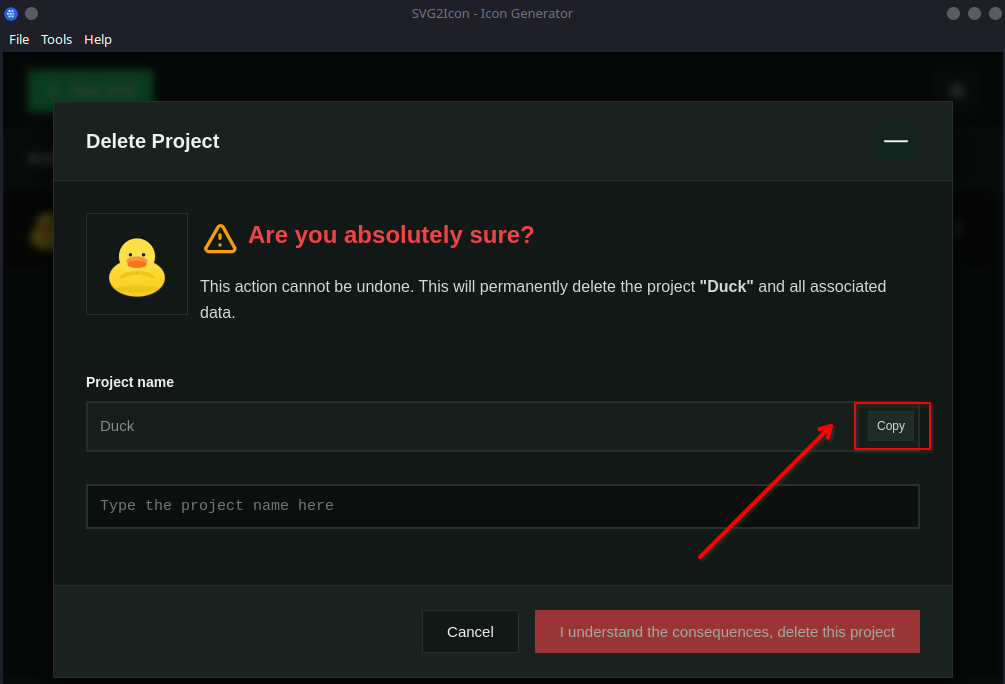 SVG2Icon - Icon Generator
File Tools Help
Delete Project
Are you absolutely sure?
This action cannot be undone. This will permanently delete the project "Duck" and all associated
data.
Project name
Duck
Copy
Type the project name here
Cancel
I understand the consequences, delete this project